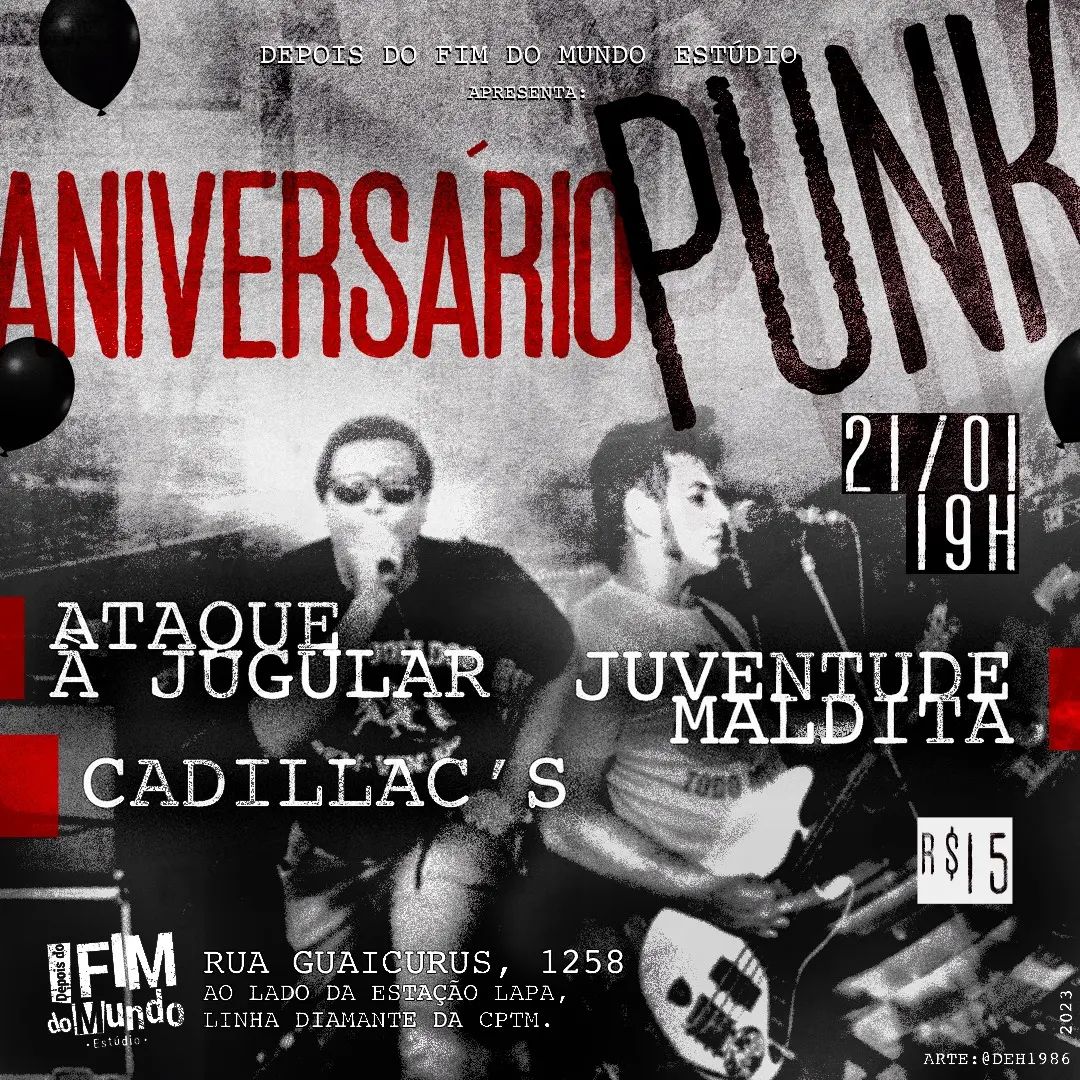 DEPOIS DO FIM DO MUNDO ESTÚDIO
APRESENTA:
ANIVERSÁRIO
PUNK
21/01
19H
ATAQUE
À JUGULAR
JUVENTUDE
MALDITA
CADILLAC'S
R$15
Depois do
FIM
do Mundo
·Estúdio·
RUA GUAICURUS, 1258
AO LADO DA ESTAÇÃO LAPA,
LINHA DIAMANTE DA CPTM.
2023
ARTE:@DEH1986
TODO